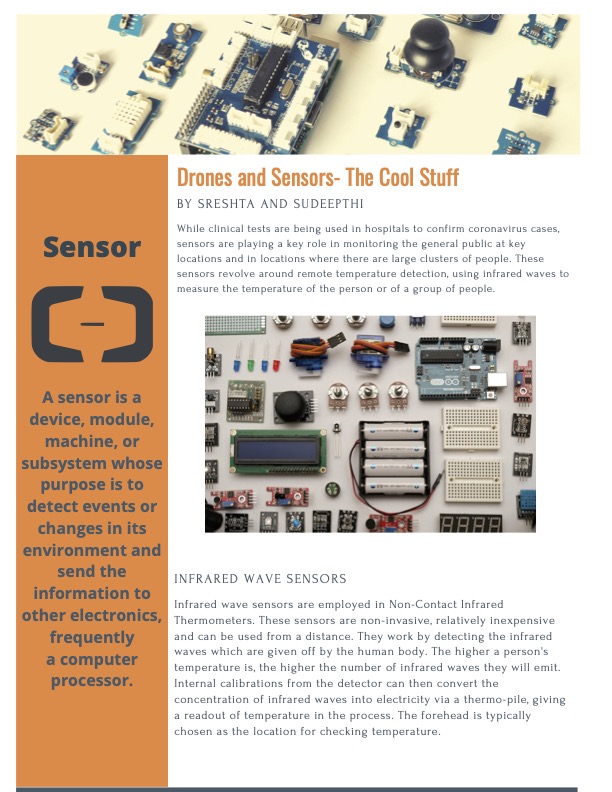 Drones and Sensors- The Cool Stuff
BY SRESHTA AND SUDEEPTHI
While clinical tests are being used in hospitals to confirm coronavirus cases,
sensors are playing a key role in monitoring the general public at key
locations and in locations where there are large clusters of people. These
sensors revolve around remote temperature detection, using infrared waves to
measure the temperature of the person or of a group of people.
Sensor
A sensor is a
device, module,
machine, or
subsystem whose
purpose is to
detect events or
changes in its
environment and
send the
information to
other electronics,
frequently
a computer
processor.
INFRARED WAVE SENSORS
Infrared wave sensors are employed in Non-Contact Infrared
Thermometers. These sensors are non-invasive, relatively inexpensive
and can be used from a distance. They work by detecting the infrared
waves which are given off by the human body. The higher a person's
temperature is, the higher the number of infrared waves they will emit.
Internal calibrations from the detector can then convert the
concentration of infrared waves into electricity via a thermo-pile, giving
a readout of temperature in the process. The forehead is typically
chosen as the location for checking temperature.